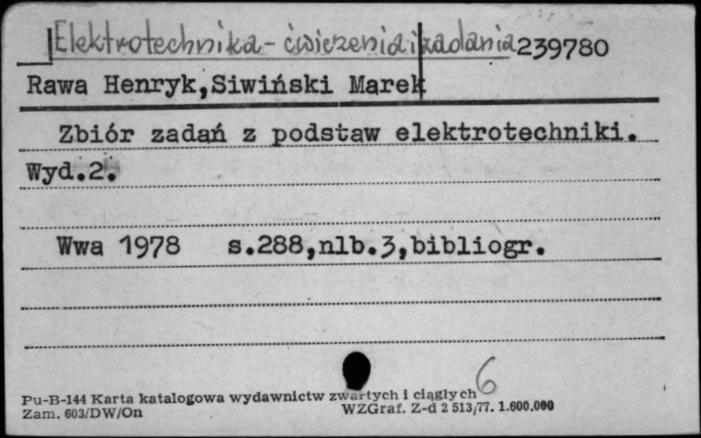 Elektrotechnika - ćwiczenia i zadania 239780
Rawa Henryk,Siwiński Marek
Zbiór zadań z podstaw elektrotechniki.
Wyd.2.
Wwa 1978 s.288,nlb.3,bibliogr.
6
Pu-B-144 Karta katalogowa wydawnictw zwartych i ciągłych
Zam. 603/DW/On WZGraf. Z-d 2 513/77. 1.600.000